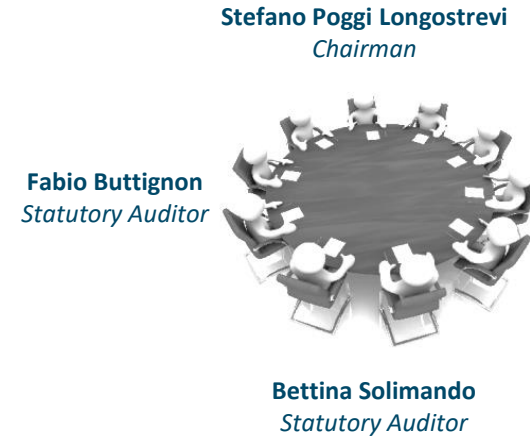 Stefano Poggi Longostrevi
Chairman
Fabio Buttignon
Statutory Auditor
Bettina Solimando
Statutory Auditor